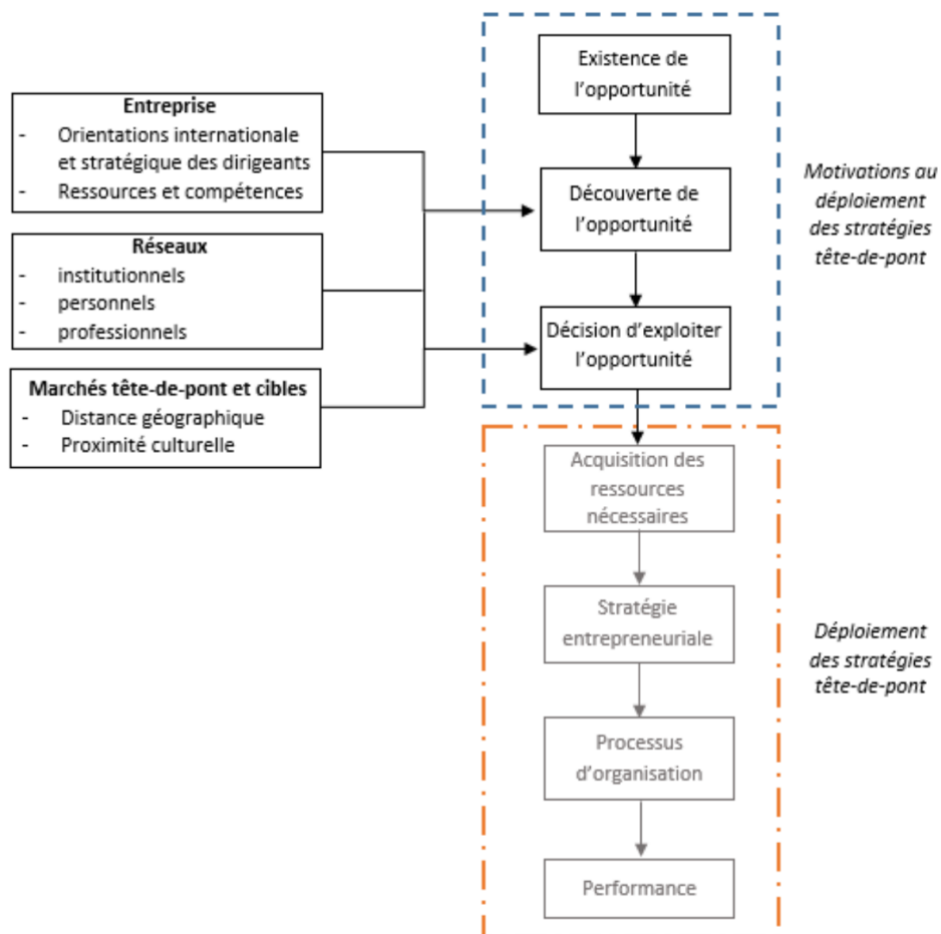 Existence de
l'opportunité
Entreprise
- Orientations internationale
et stratégique des dirigeants
- Ressources et compétences
Découverte de
l'opportunité
Motivations au
déploiement
des stratégies
tête-de-pont
Réseaux
- institutionnels
- personnels
- professionnels
Décision d'exploiter
l'opportunité
Marchés tête-de-pont et cibles
- Distance géographique
- Proximité culturelle
Acquisition des
ressources
nécessaires
Stratégie
entrepreneuriale
Déploiement
des stratégies
tête-de-pont
Processus
d'organisation
Performance